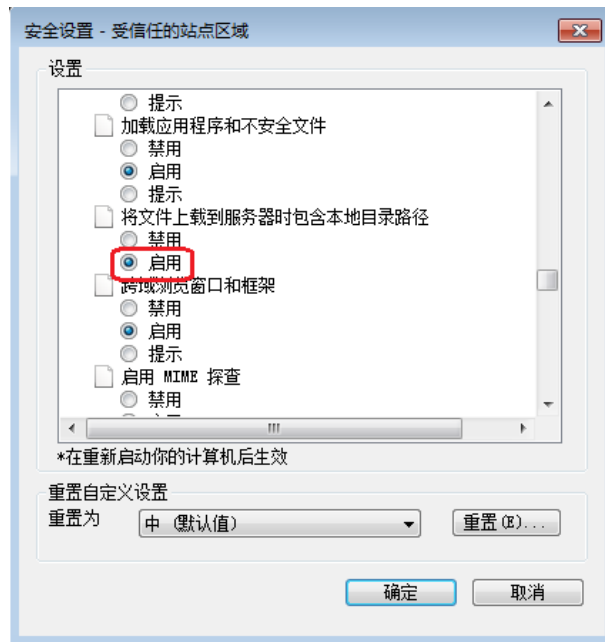 安全设置 - 受信任的站点区域
设置
提示
加载应用程序和不安全文件
禁用
启用
提示
将文件上载到服务器时包含本地目录路径
禁用
启用
跨域浏览窗口和框架
禁用
启用
提示
启用 MIME 探查
禁用
*在重新启动你的计算机后生效
重置自定义设置
重置为
中 (默认值)
重置(E)...
确定
取消